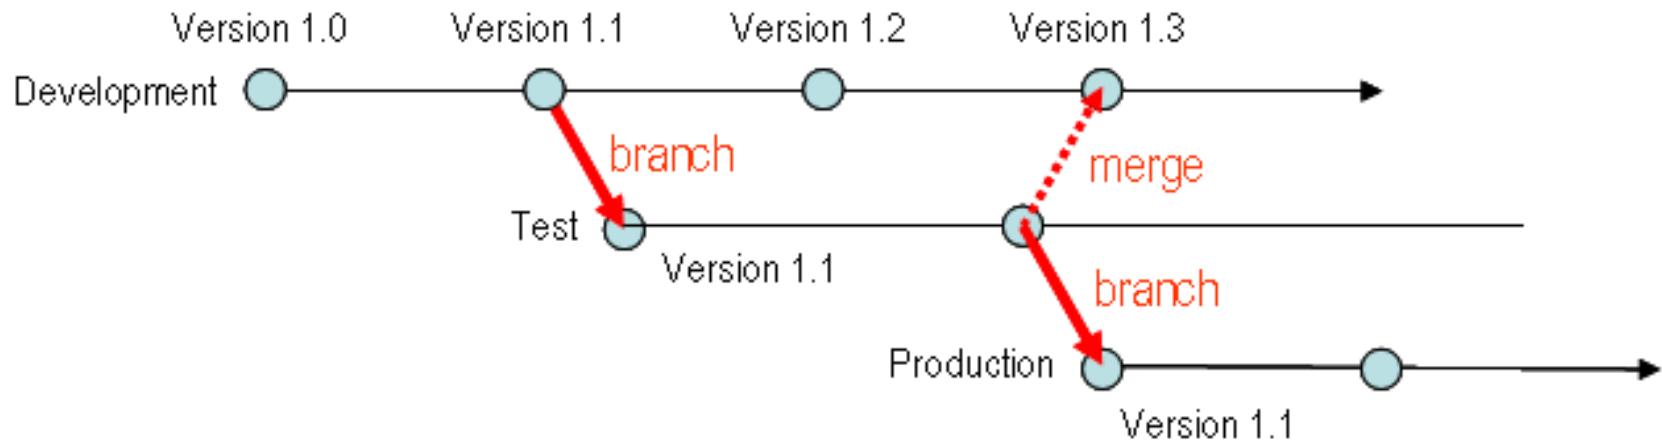 Version 1.0 Version 1.1 Version 1.2 Version 1.3
Development
branch
merge
Test
Version 1.1
branch
Production
Version 1.1